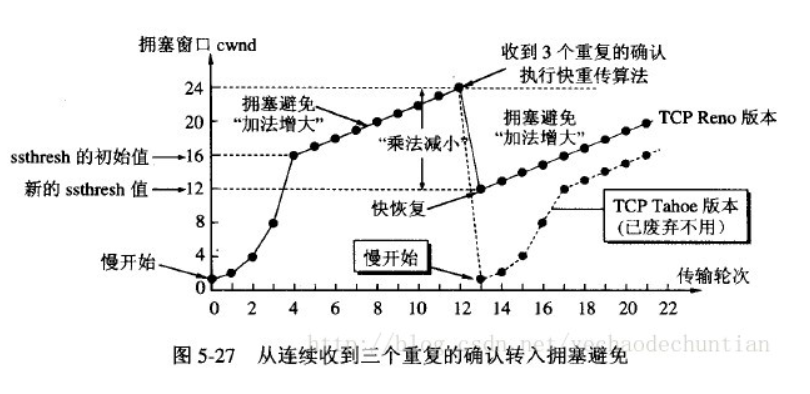 拥塞窗口 cwnd
收到 3 个重复的确认
执行快重传算法
24
20
16
12
8
4
0
拥塞避免
“加法增大”
“乘法减小”
拥塞避免
“加法增大”
TCP Reno 版本
ssthresh 的初始值
新的 ssthresh 值
快恢复
TCP Tahoe 版本
(已废弃不用)
慢开始
慢开始
传输轮次
0 2 4 6 8 10 12 14 16 18 20 22
http://blog.csdn.net/yechaodechuntian
图 5-27 从连续收到三个重复的确认转入拥塞避免